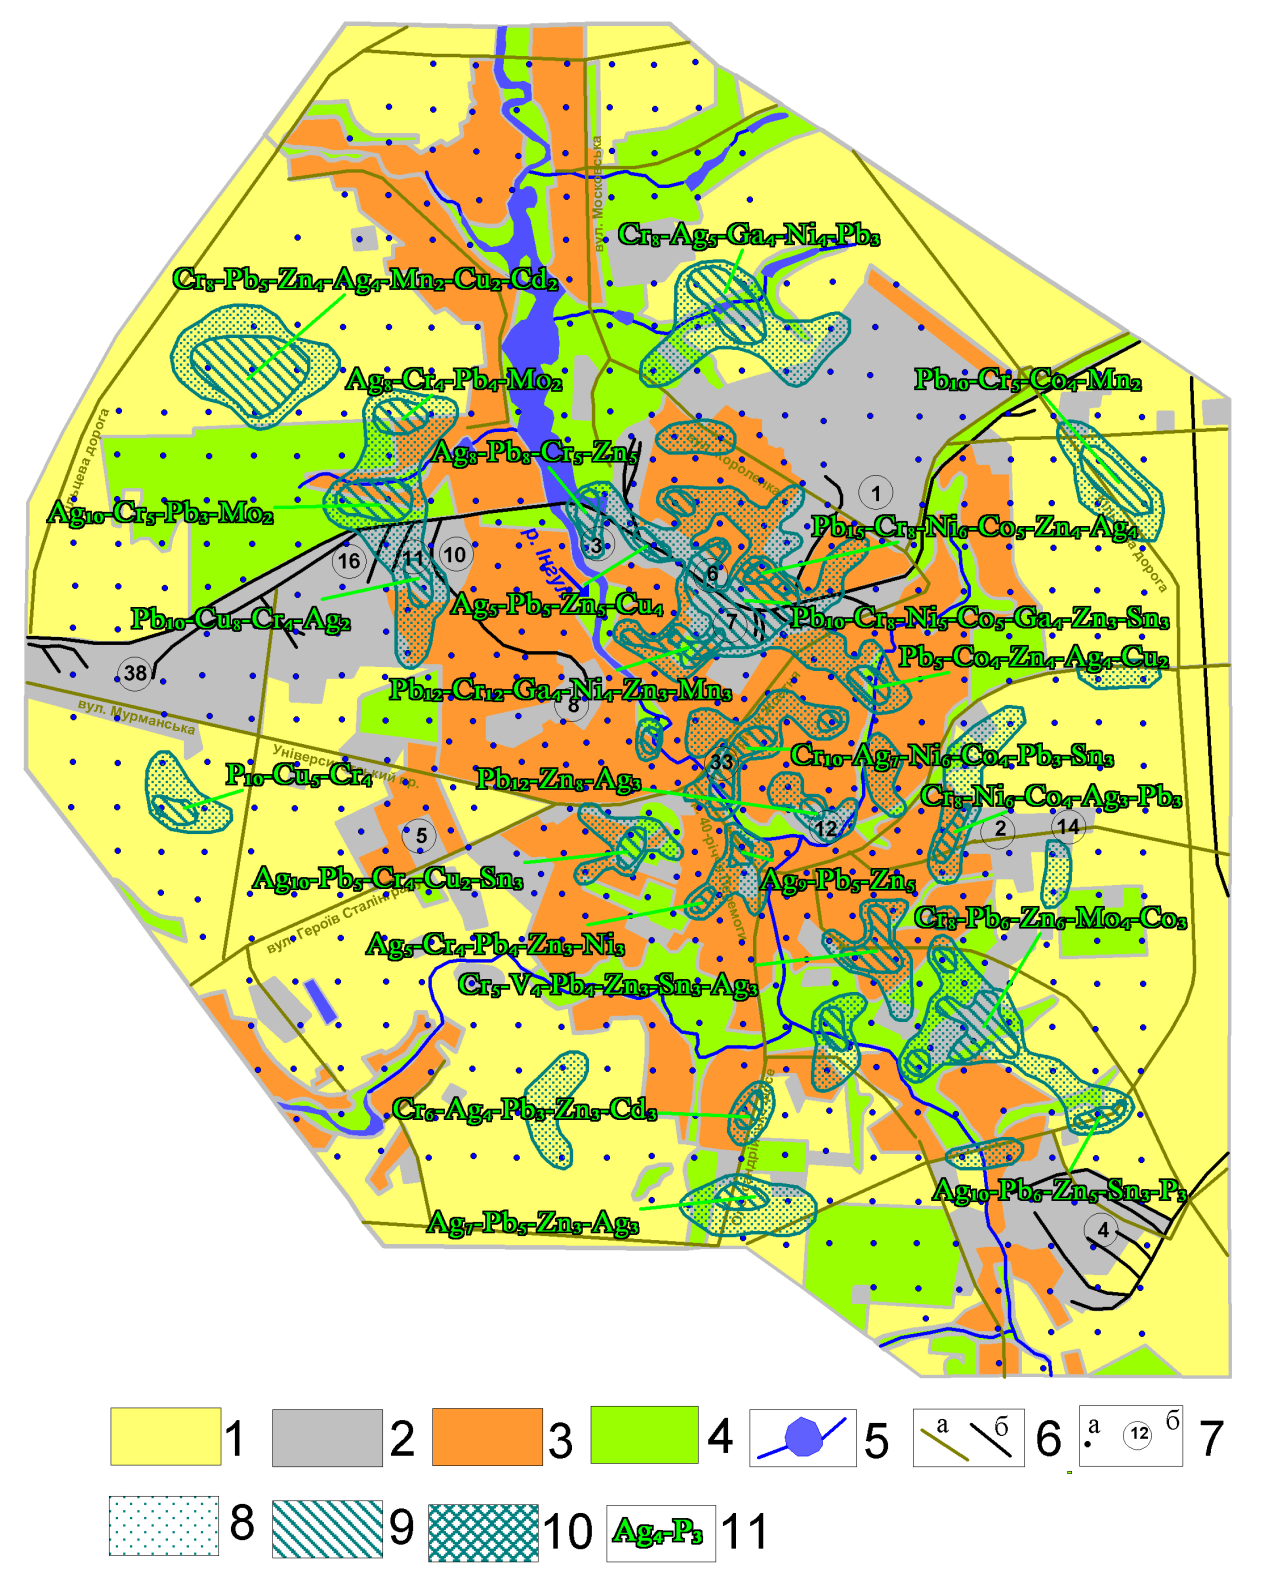 вул. Московська
Cr₈-Ag₅-Ga₄-Ni₄-Pb₃
Cr₈-Pb₅-Zn₄-Ag₄-Mn₂-Cu₂-Cd₂
Ag₈-Cr₄-Pb₄-Mo₂
Pb₁₀-Cr₅-Co₄-Mn₂
Ag₈-Pb₈-Cr₅-Zn₅
Короленка
дорога
1
Ag₁₀-Cr₅-Pb₃-Mo₂
Pb₁₅-Cr₈-Ni₆-Co₅-Zn₄-Ag₄
3
16
11
10
р. Інгул
6
дорога
Ag₅-Pb₅-Zn₅-Cu₄
Pb₁₀-Cu₈-Cr₄-Ag₂
7
Pb₁₀-Cr₈-Ni₅-Co₅-Ga₄-Zn₃-Sn₃
Pb₅-Co₄-Zn₄-Ag₄-Cu₂
38
Pb₁₂-Cr₁₂-Ga₄-Ni₄-Zn₃-Mn₃
8
вул. Мурманська
Cr₁₀-Ag₇-Ni₆-Co₄-Pb₃-Sn₃
33
P₁₀-Cu₅-Cr₄
Pb₁₂-Zn₈-Ag₃
Cr₈-Ni₆-Co₄-Ag₃-Pb₃
5
12
2
14
Ag₁₀-Pb₅-Cr₄-Cu₂-Sn₃
Ag₉-Pb₅-Zn₅
вул. Героїв
Cr₈-Pb₆-Zn₆-Mo₄-Co₃
Ag₅-Cr₄-Pb₄-Zn₃-Ni₃
Cr₅-V₄-Pb₄-Zn₃-Sn₃-Ag₃
Cr₆-Ag₄-Pb₃-Zn₃-Cd₃
Ag₁₀-Pb₆-Zn₅-Sn₃-P₃
Ag₇-Pb₅-Zn₃-Ag₃
4
1
2
3
4
5
а б 6
а 12 б 7
8
9
10
Ag₄-P₃ 11